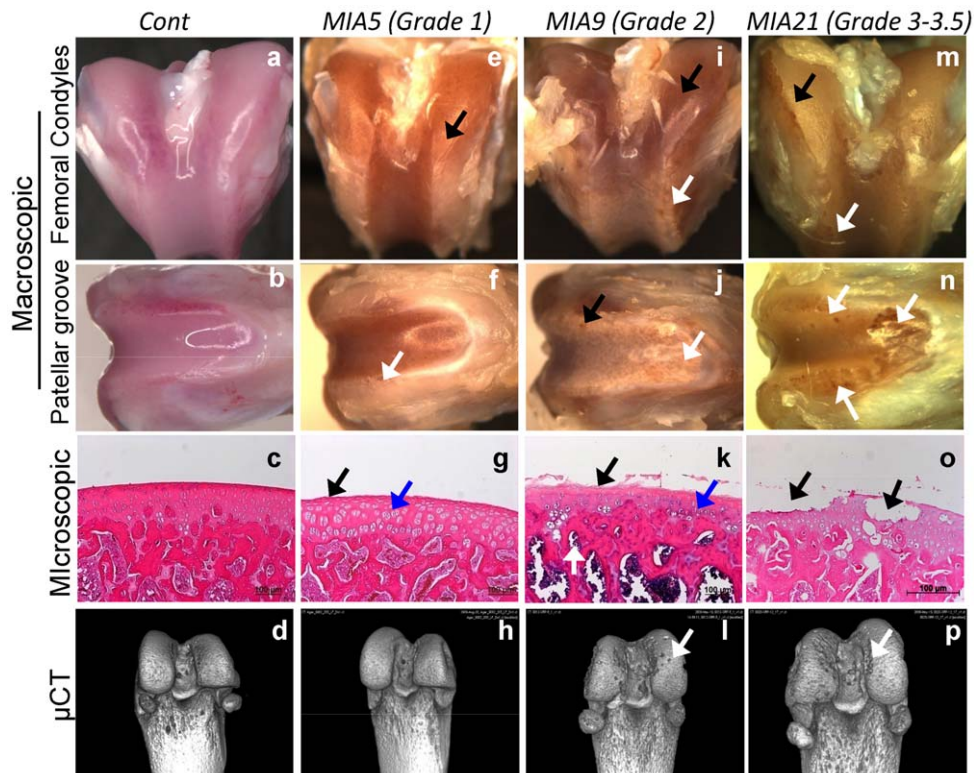 Cont MIA5 (Grade 1) MIA9 (Grade 2) MIA21 (Grade 3-3.5)
Macroscopic
Femoral Condyles
a e i m
Patellar groove
b f j n
MIcroscopic
c g k o
100 µm 100 µm 100 µm 100 µm
µCT
d h l p